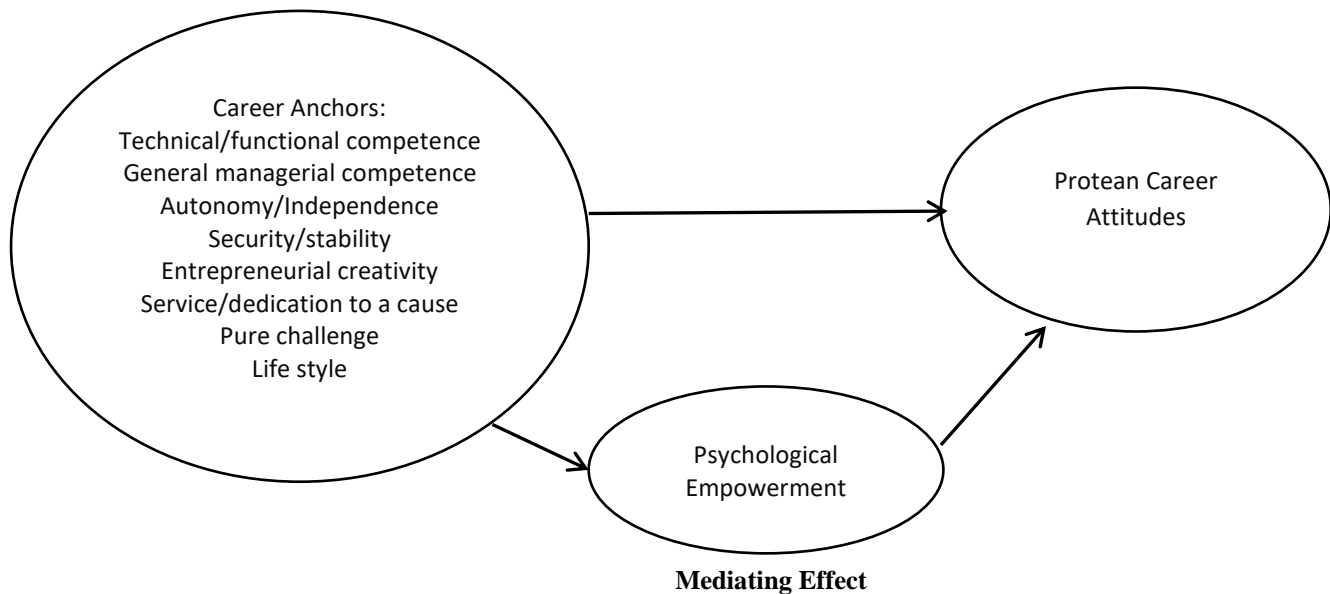 Career Anchors:
Technical/functional competence
General managerial competence
Autonomy/Independence
Security/stability
Entrepreneurial creativity
Service/dedication to a cause
Pure challenge
Life style
Protean Career
Attitudes
Psychological
Empowerment
Mediating Effect